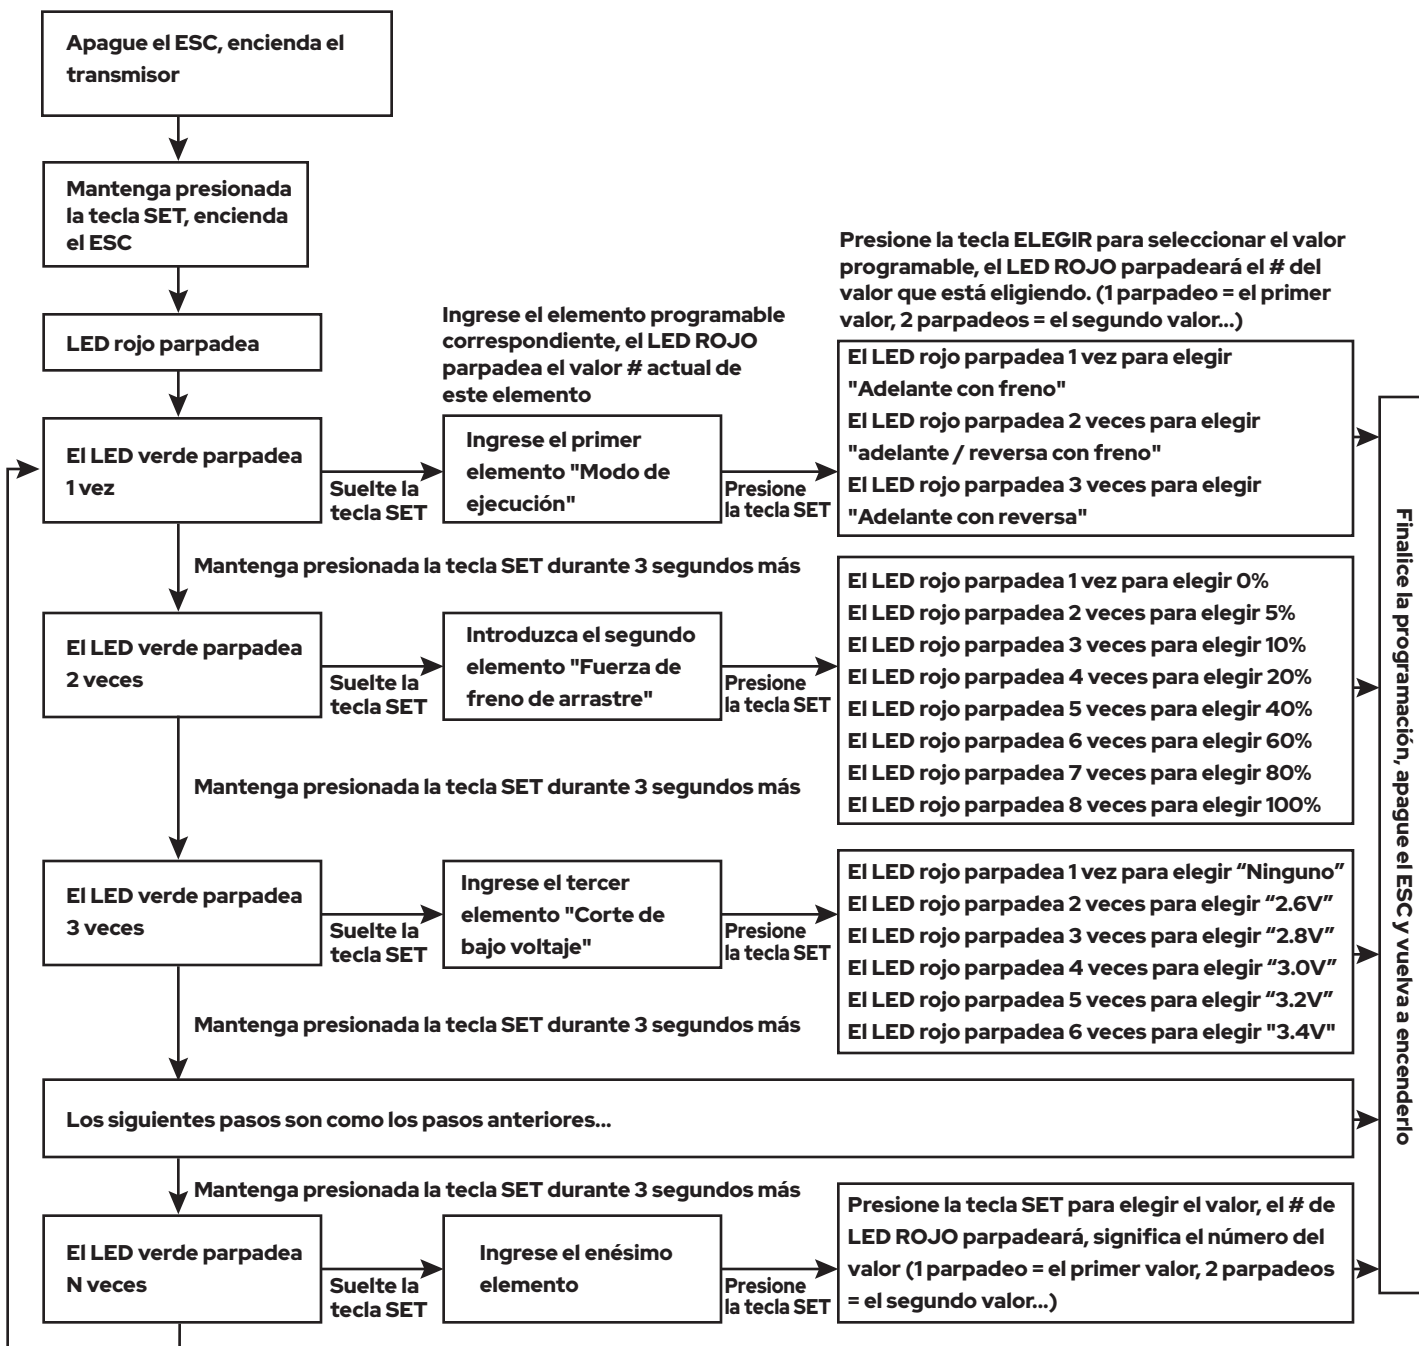 Apague el ESC, encienda el
transmisor
Mantenga presionada
la tecla SET, encienda
el ESC
LED rojo parpadea
Ingrese el elemento programable
correspondiente, el LED ROJO
parpadea el valor # actual de
este elemento
Presione la tecla ELEGIR para seleccionar el valor
programable, el LED ROJO parpadeará el # del
valor que está eligiendo. (1 parpadeo = el primer
valor, 2 parpadeos = el segundo valor...)
El LED verde parpadea
1 vez
Suelte la
tecla SET
Ingrese el primer
elemento "Modo de
ejecución"
Presione
la tecla SET
El LED rojo parpadea 1 vez para elegir
"Adelante con freno"
El LED rojo parpadea 2 veces para elegir
"adelante / reversa con freno"
El LED rojo parpadea 3 veces para elegir
"Adelante con reversa"
Mantenga presionada la tecla SET durante 3 segundos más
El LED verde parpadea
2 veces
Suelte la
tecla SET
Introduzca el segundo
elemento "Fuerza de
freno de arrastre"
Presione
la tecla SET
El LED rojo parpadea 1 vez para elegir 0%
El LED rojo parpadea 2 veces para elegir 5%
El LED rojo parpadea 3 veces para elegir 10%
El LED rojo parpadea 4 veces para elegir 20%
El LED rojo parpadea 5 veces para elegir 40%
El LED rojo parpadea 6 veces para elegir 60%
El LED rojo parpadea 7 veces para elegir 80%
El LED rojo parpadea 8 veces para elegir 100%
Mantenga presionada la tecla SET durante 3 segundos más
El LED verde parpadea
3 veces
Suelte la
tecla SET
Ingrese el tercer
elemento "Corte de
bajo voltaje"
Presione
la tecla SET
El LED rojo parpadea 1 vez para elegir “Ninguno”
El LED rojo parpadea 2 veces para elegir “2.6V”
El LED rojo parpadea 3 veces para elegir “2.8V”
El LED rojo parpadea 4 veces para elegir “3.0V”
El LED rojo parpadea 5 veces para elegir “3.2V”
El LED rojo parpadea 6 veces para elegir "3.4V"
Mantenga presionada la tecla SET durante 3 segundos más
Los siguientes pasos son como los pasos anteriores...
Mantenga presionada la tecla SET durante 3 segundos más
El LED verde parpadea
N veces
Suelte la
tecla SET
Ingrese el enésimo
elemento
Presione
la tecla SET
Presione la tecla SET para elegir el valor, el # de
LED ROJO parpadeará, significa el número del
valor (1 parpadeo = el primer valor, 2 parpadeos
= el segundo valor...)
Finalice la programación, apague el ESC y vuelva a encenderlo